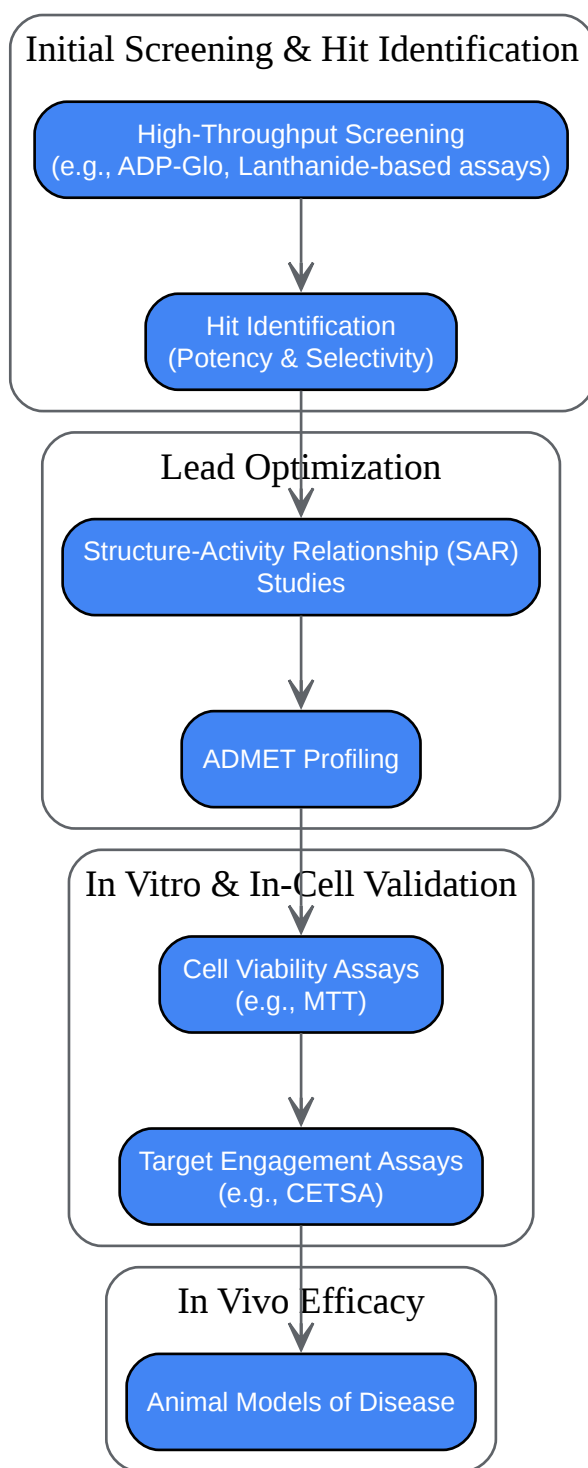 Initial Screening & Hit Identification
High-Throughput Screening
(e.g., ADP-Glo, Lanthanide-based assays)
Hit Identification
(Potency & Selectivity)
Lead Optimization
Structure-Activity Relationship (SAR)
Studies
ADMET Profiling
In Vitro & In-Cell Validation
Cell Viability Assays
(e.g., MTT)
Target Engagement Assays
(e.g., CETSA)
In Vivo Efficacy
Animal Models of Disease